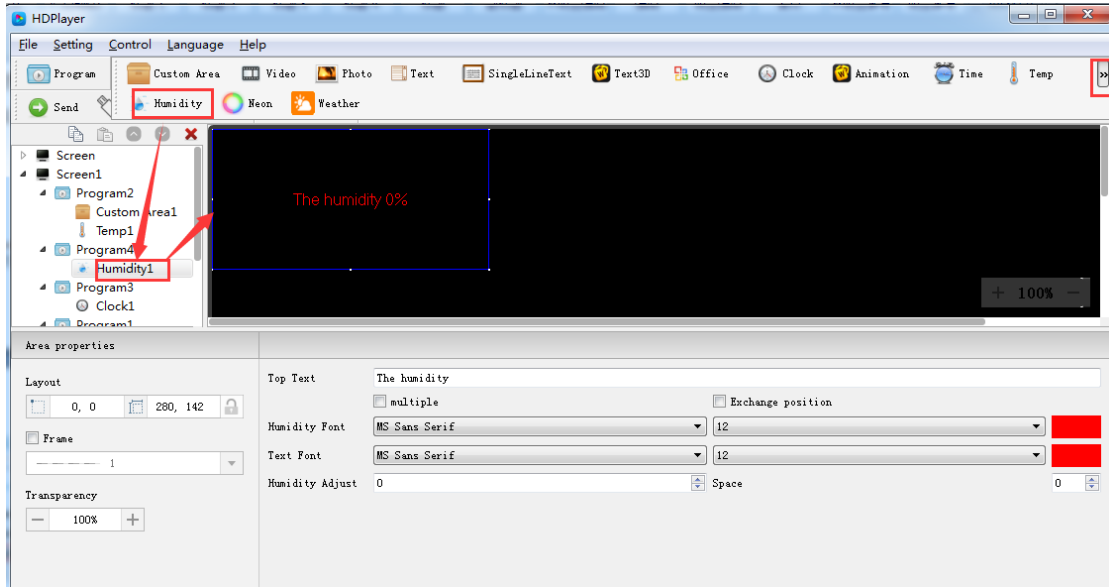 HDPlayer
File Setting Control Language Help
Program Custom Area Video Photo Text SingleLineText Text3D Office Clock Animation Time Temp »
Send Humidity Neon Weather
Screen
Screen1
Program2
Custom Area1
Temp1
Program4
Humidity1
Program3
Clock1
Program1
The humidity 0%
+ 100% −
Area properties
Layout
0, 0 280, 142
Frame
1
Transparency
− 100% +
Top Text The humidity
multiple Exchange position
Humidity Font MS Sans Serif 12
Text Font MS Sans Serif 12
Humidity Adjust 0 Space 0